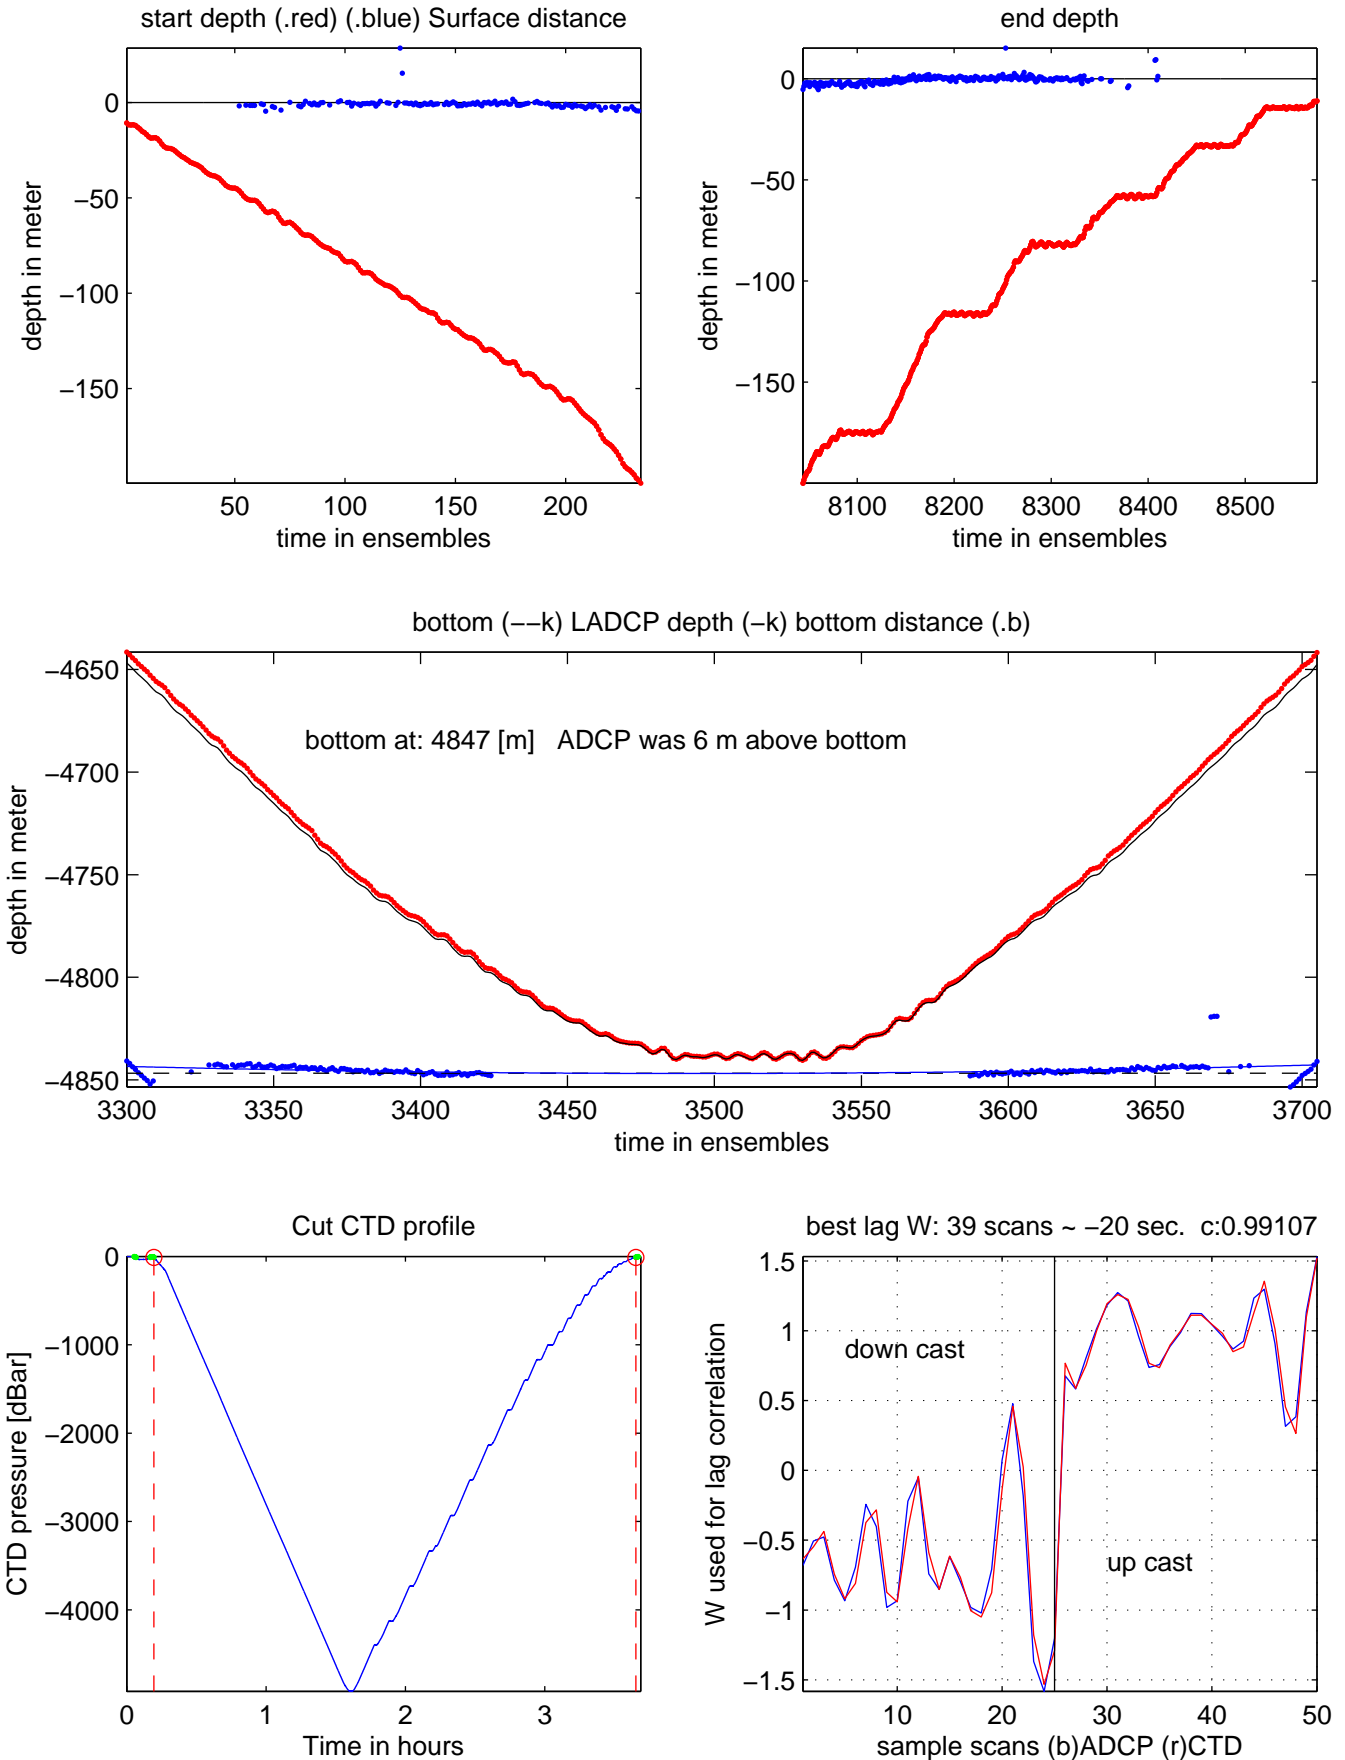 start depth (.red) (.blue) Surface distance
end depth
0
−50
−100
−150
depth in meter
50
100
150
200
time in ensembles
0
−50
−100
−150
depth in meter
8100
8200
8300
8400
8500
time in ensembles
bottom (−−k) LADCP depth (−k) bottom distance (.b)
−4650
−4700
−4750
−4800
−4850
depth in meter
bottom at: 4847 [m]   ADCP was 6 m above bottom
3300
3350
3400
3450
3500
3550
3600
3650
3700
time in ensembles
Cut CTD profile
0
−1000
−2000
−3000
−4000
CTD pressure [dBar]
0
1
2
3
Time in hours
best lag W: 39 scans ~ −20 sec.  c:0.99107
1.5
1
0.5
0
−0.5
−1
−1.5
W used for lag correlation
down cast
up cast
10
20
30
40
50
sample scans (b)ADCP (r)CTD